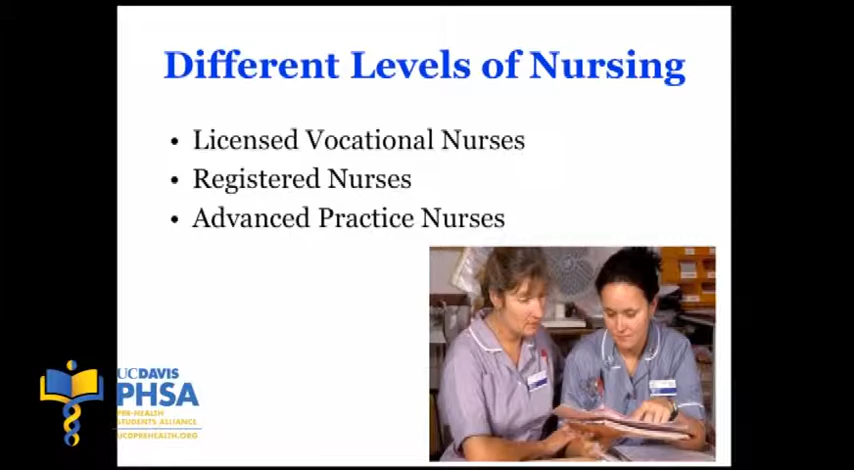 Different Levels of Nursing
• Licensed Vocational Nurses
• Registered Nurses
• Advanced Practice Nurses
UCDAVIS
PHSA
PRE-HEALTH
STUDENTS ALLIANCE
UCDPREHEALTH.ORG